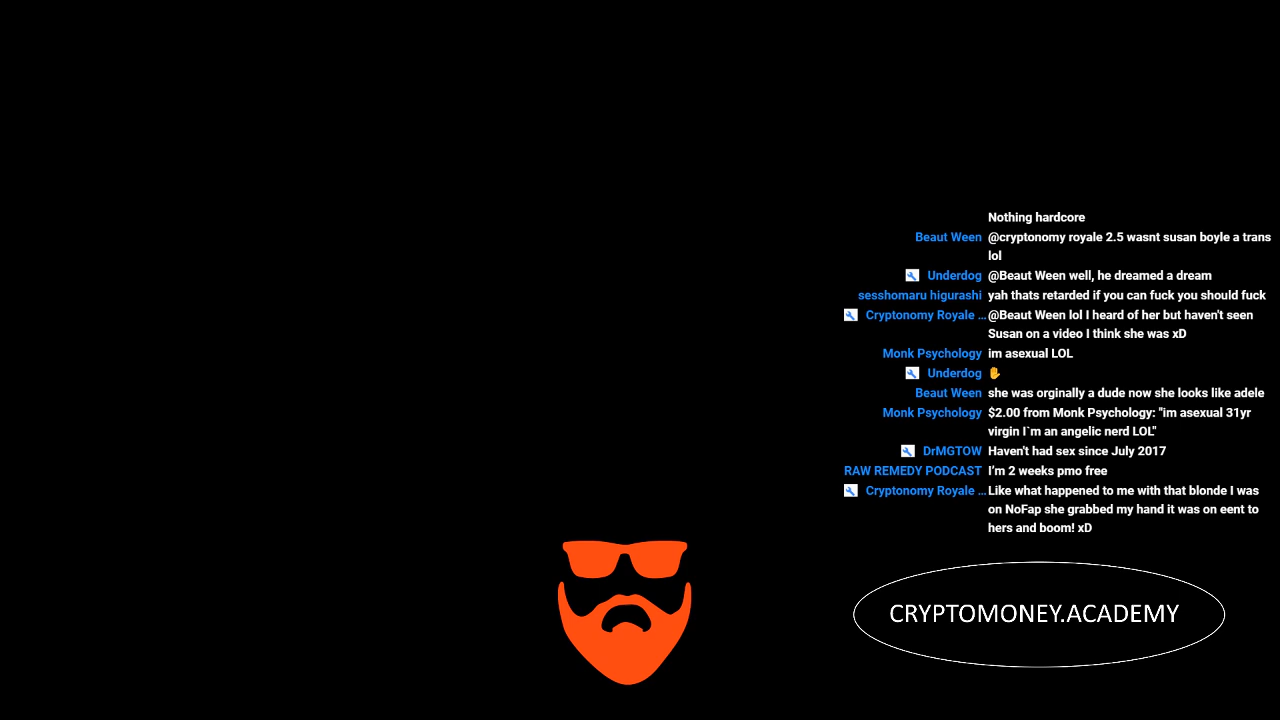 Nothing hardcore
Beaut Ween @cryptonomy royale 2.5 wasnt susan boyle a trans
lol
Underdog @Beaut Ween well, he dreamed a dream
sesshomaru higurashi yah thats retarded if you can fuck you should fuck
Cryptonomy Royale ... @Beaut Ween lol I heard of her but haven't seen
Susan on a video I think she was xD
Monk Psychology im asexual LOL
Underdog ✋
Beaut Ween she was orginally a dude now she looks like adele
Monk Psychology $2.00 from Monk Psychology: "im asexual 31yr
virgin I`m an angelic nerd LOL"
DrMGTOW Haven't had sex since July 2017
RAW REMEDY PODCAST I'm 2 weeks pmo free
Cryptonomy Royale ... Like what happened to me with that blonde I was
on NoFap she grabbed my hand it was on eent to
hers and boom! xD
CRYPTOMONEY.ACADEMY